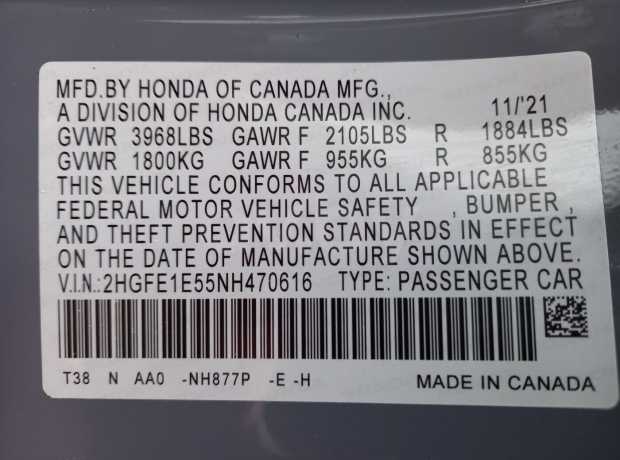 MFD.BY HONDA OF CANADA MFG.,
A DIVISION OF HONDA CANADA INC. 11/'21
GVWR 3968LBS GAWR F 2105LBS R 1884LBS
GVWR 1800KG GAWR F 955KG R 855KG
THIS VEHICLE CONFORMS TO ALL APPLICABLE
FEDERAL MOTOR VEHICLE SAFETY , BUMPER ,
AND THEFT PREVENTION STANDARDS IN EFFECT
ON THE DATE OF MANUFACTURE SHOWN ABOVE.
V.I.N.:2HGFE1E55NH470616 TYPE: PASSENGER CAR
T38 N AA0 -NH877P -E -H MADE IN CANADA